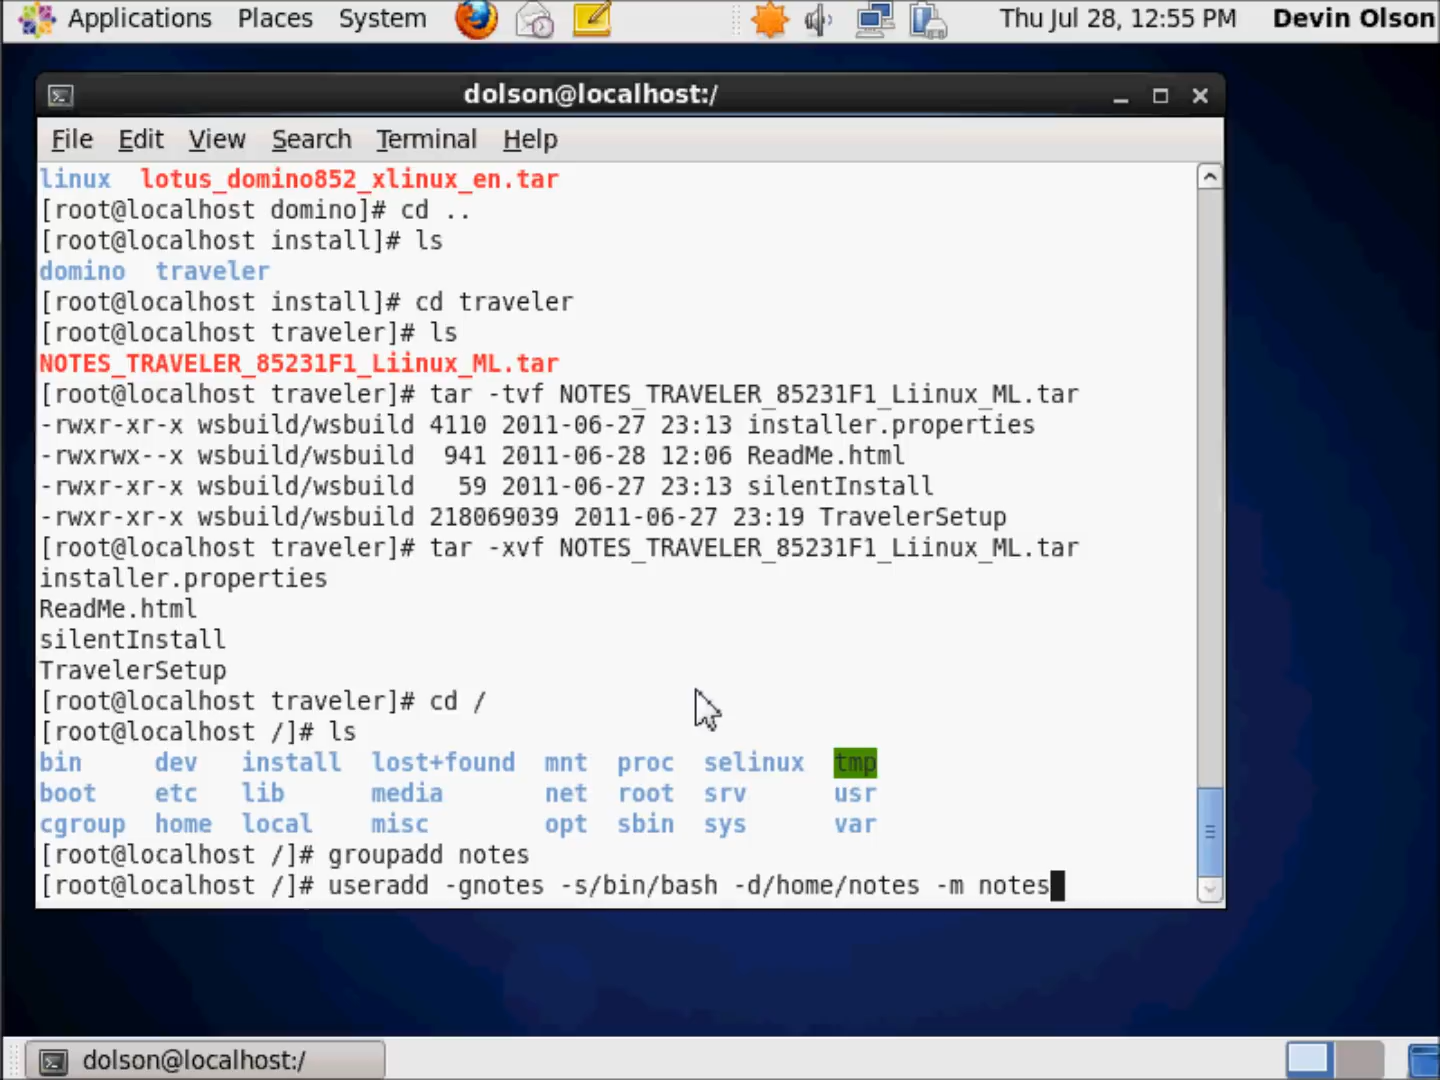 Applications Places System Thu Jul 28, 12:55 PM Devin Olson
dolson@localhost:/
File Edit View Search Terminal Help
linux lotus_domino852_xlinux_en.tar
[root@localhost domino]# cd ..
[root@localhost install]# ls
domino traveler
[root@localhost install]# cd traveler
[root@localhost traveler]# ls
NOTES_TRAVELER_85231F1_Liinux_ML.tar
[root@localhost traveler]# tar -tvf NOTES_TRAVELER_85231F1_Liinux_ML.tar
-rwxr-xr-x wsbuild/wsbuild 4110 2011-06-27 23:13 installer.properties
-rwxrwx--x wsbuild/wsbuild 941 2011-06-28 12:06 ReadMe.html
-rwxr-xr-x wsbuild/wsbuild 59 2011-06-27 23:13 silentInstall
-rwxr-xr-x wsbuild/wsbuild 218069039 2011-06-27 23:19 TravelerSetup
[root@localhost traveler]# tar -xvf NOTES_TRAVELER_85231F1_Liinux_ML.tar
installer.properties
ReadMe.html
silentInstall
TravelerSetup
[root@localhost traveler]# cd /
[root@localhost /]# ls
bin dev install lost+found mnt proc selinux tmp
boot etc lib media net root srv usr
cgroup home local misc opt sbin sys var
[root@localhost /]# groupadd notes
[root@localhost /]# useradd -gnotes -s/bin/bash -d/home/notes -m notes
dolson@localhost:/